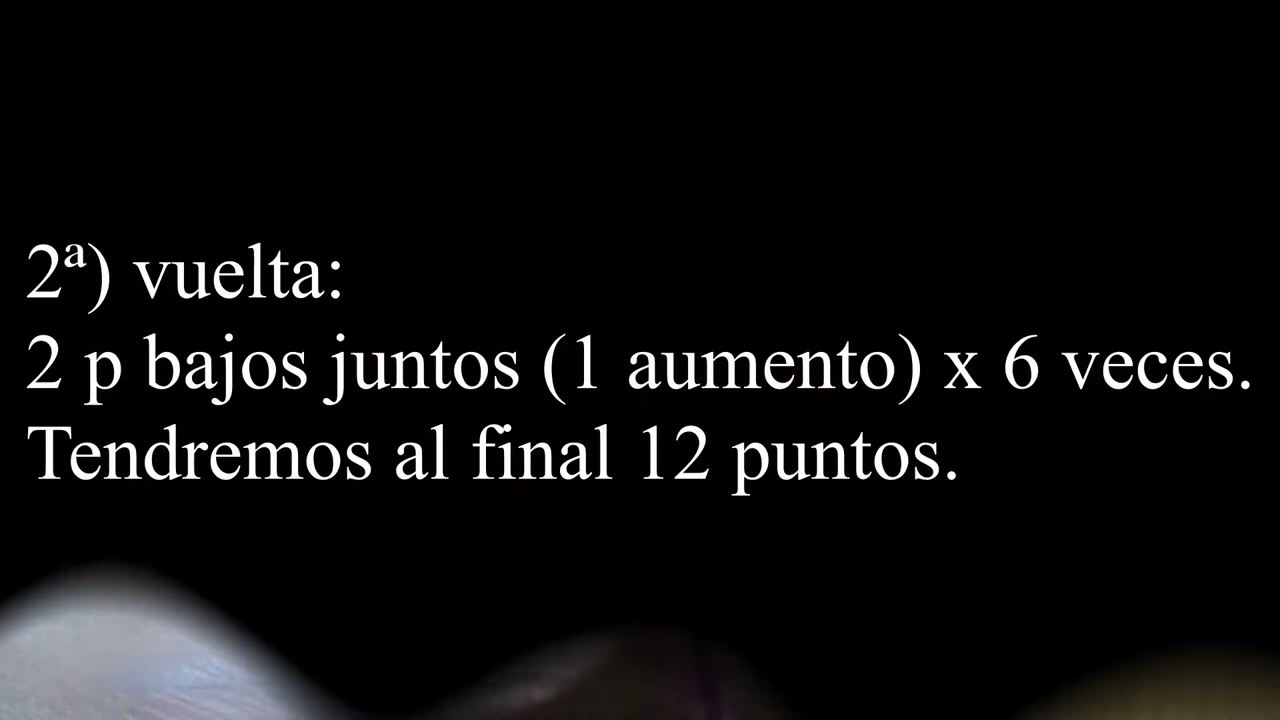 2ª) vuelta:
2 p bajos juntos (1 aumento) x 6 veces.
Tendremos al final 12 puntos.